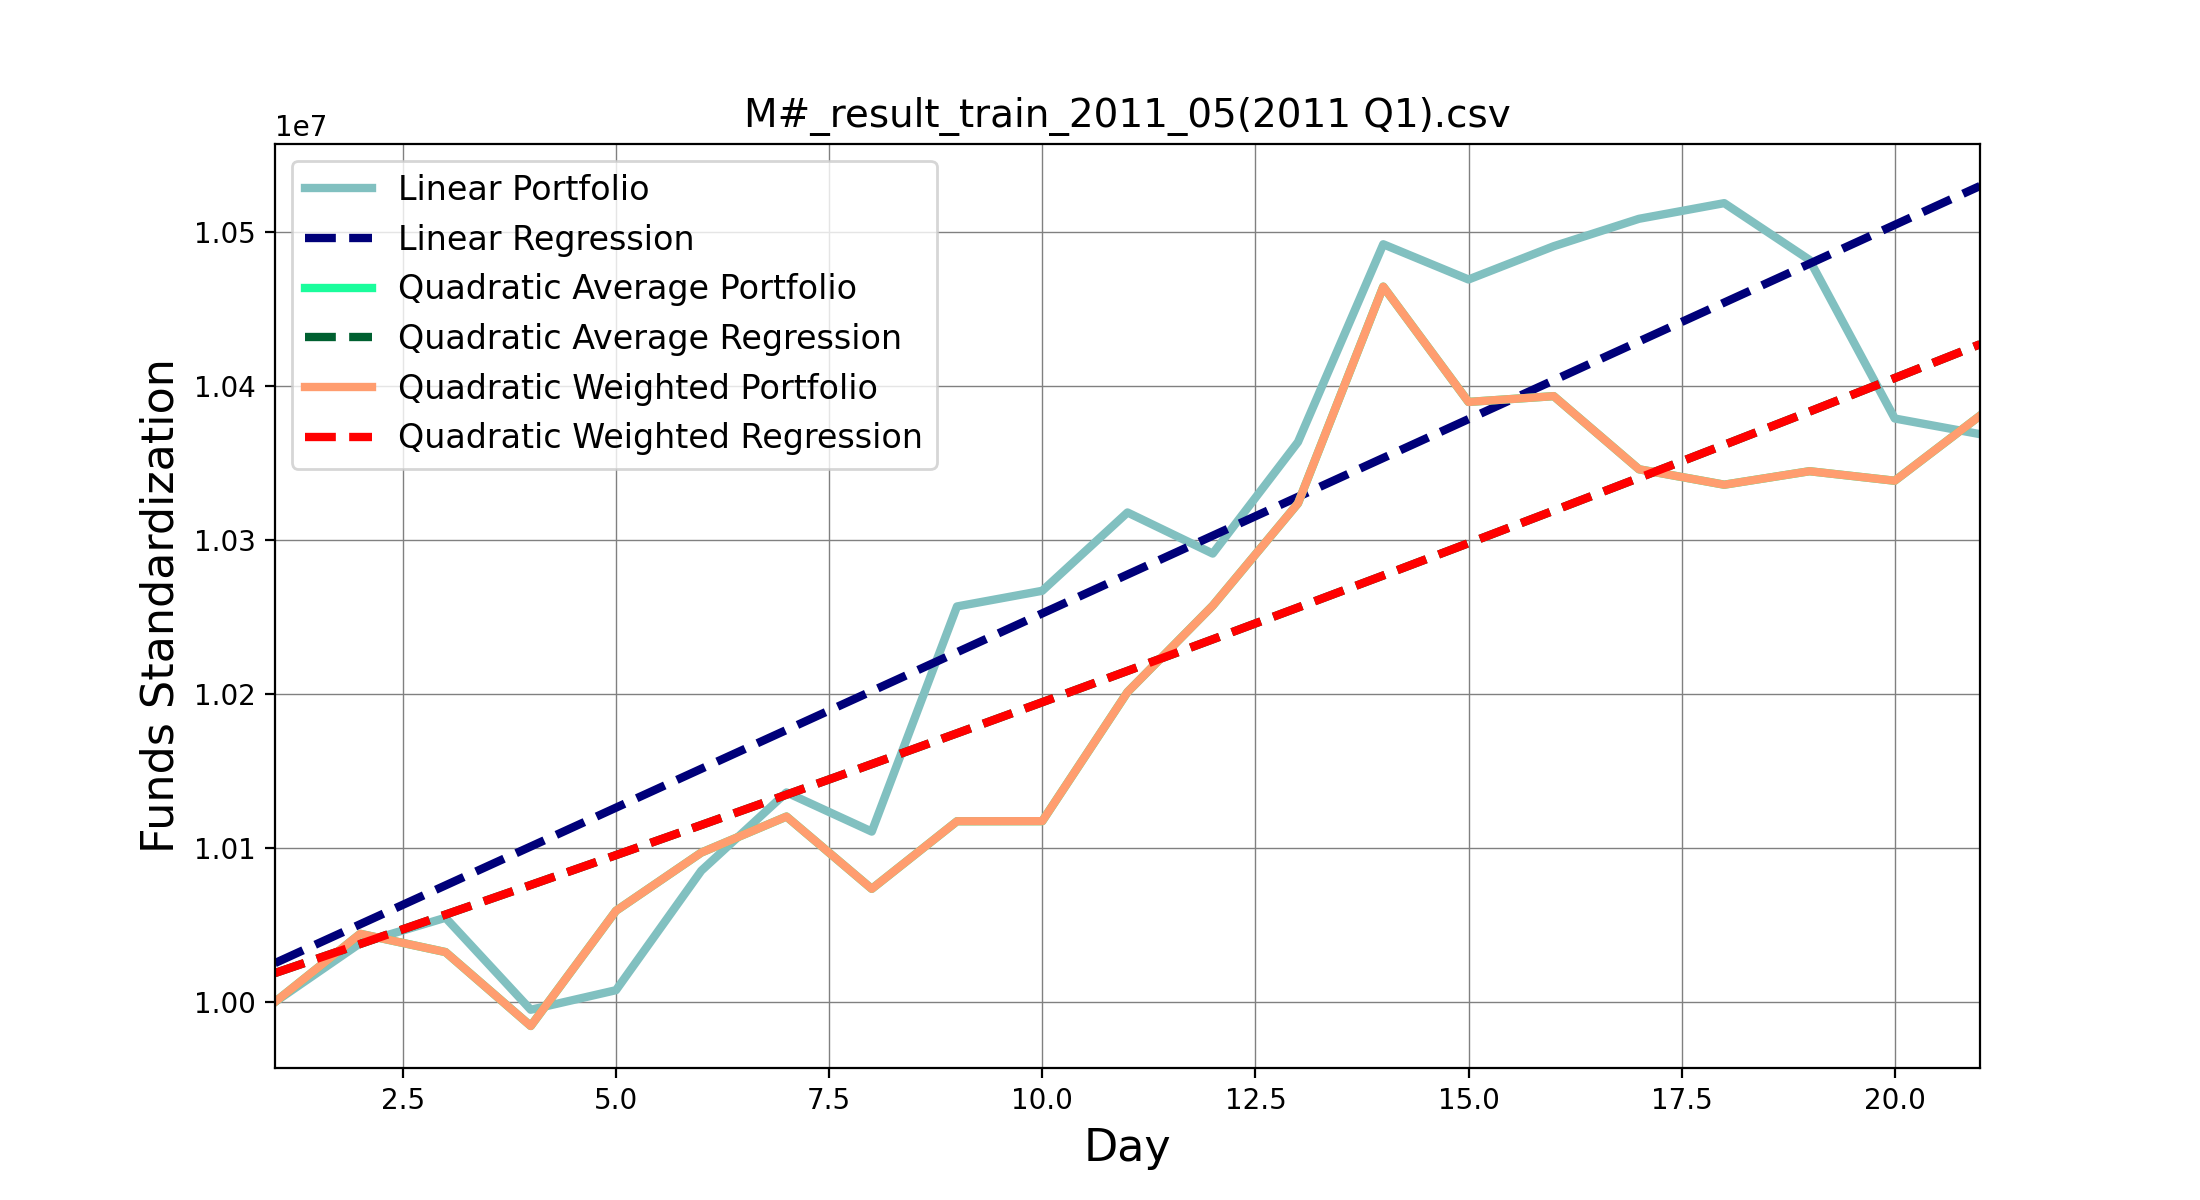 M#_result_train_2011_05(2011 Q1).csv
1e7
Linear Portfolio
Linear Regression
Quadratic Average Portfolio
Quadratic Average Regression
Quadratic Weighted Portfolio
Quadratic Weighted Regression
1.05
1.04
1.03
1.02
1.01
1.00
Funds Standardization
2.5 5.0 7.5 10.0 12.5 15.0 17.5 20.0
Day